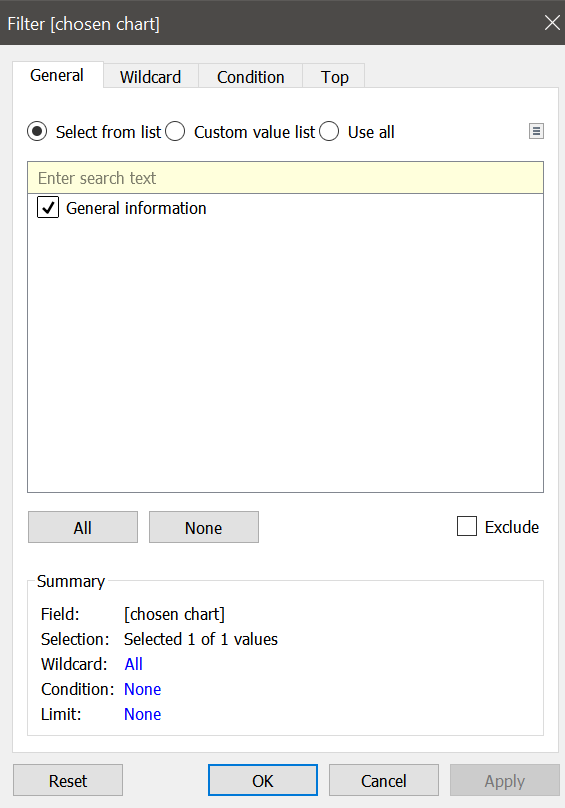 Filter [chosen chart]
General Wildcard Condition Top
Select from list Custom value list Use all
Enter search text
General information
All None Exclude
Summary
Field: [chosen chart]
Selection: Selected 1 of 1 values
Wildcard: All
Condition: None
Limit: None
Reset OK Cancel Apply